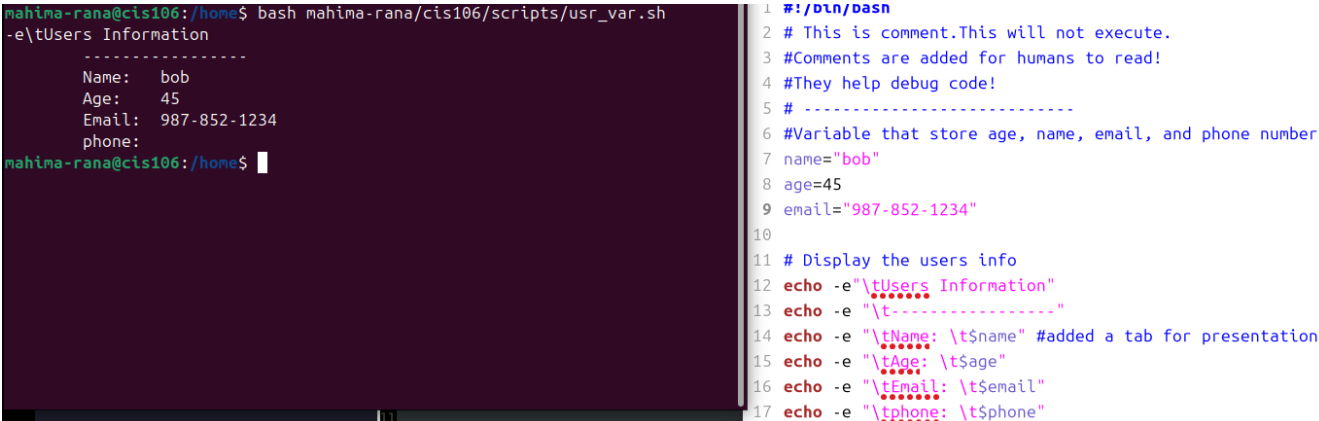 mahima-rana@cis106:/home$ bash mahima-rana/cis106/scripts/usr_var.sh
-e\tUsers Information
-----------------
Name: bob
Age: 45
Email: 987-852-1234
phone:
mahima-rana@cis106:/home$
1 #!/bin/bash
2 # This is comment.This will not execute.
3 #Comments are added for humans to read!
4 #They help debug code!
5 # ----------------------------
6 #Variable that store age, name, email, and phone number
7 name="bob"
8 age=45
9 email="987-852-1234"
10
11 # Display the users info
12 echo -e"\tUsers Information"
13 echo -e "\t-----------------"
14 echo -e "\tName: \t$name" #added a tab for presentation
15 echo -e "\tAge: \t$age"
16 echo -e "\tEmail: \t$email"
17 echo -e "\tphone: \t$phone"
11